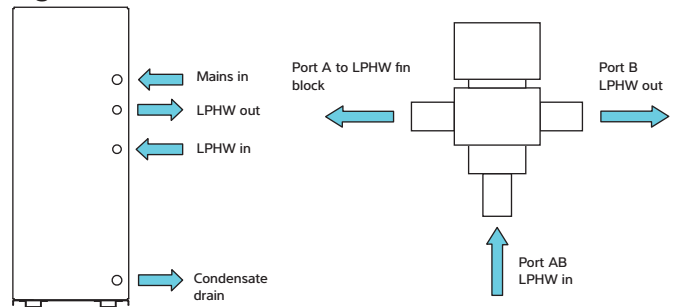 Mains in
LPHW out
LPHW in
Condensate
drain
Port A to LPHW fin
block
Port B
LPHW out
Port AB
LPHW in